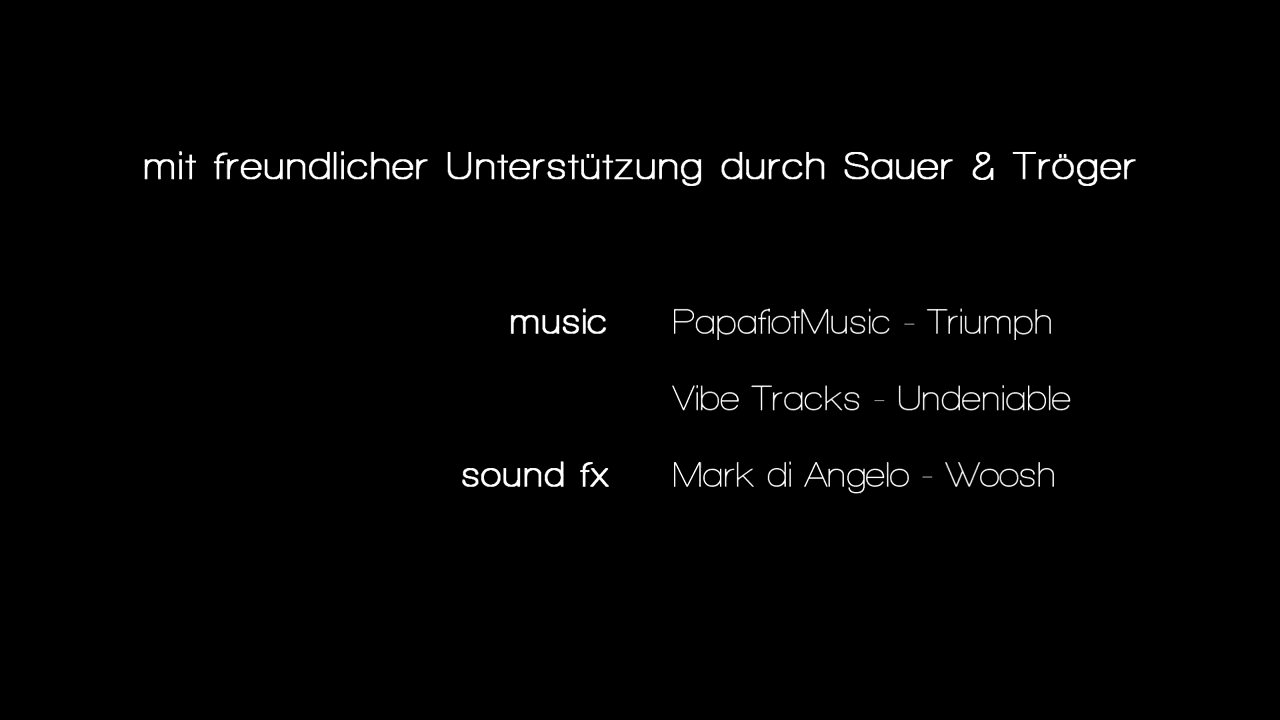 mit freundlicher Unterstützung durch Sauer & Tröger
music PapafiotMusic - Triumph
Vibe Tracks - Undeniable
sound fx Mark di Angelo - Woosh